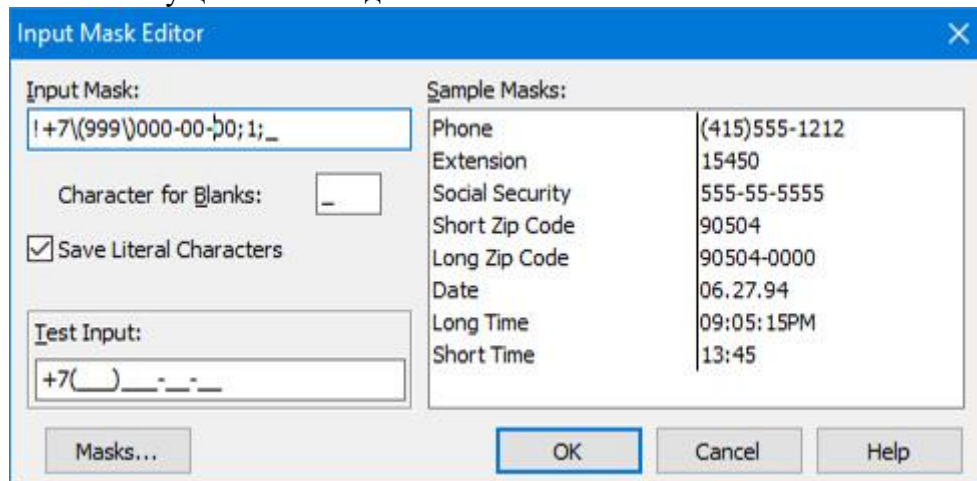 Input Mask Editor
Input Mask:
!+7\(999\)000-00-00;1;_
Character for Blanks: _
Save Literal Characters
Test Input:
+7(___)___-__-__
Masks...
Sample Masks:
Phone (415)555-1212
Extension 15450
Social Security 555-55-5555
Short Zip Code 90504
Long Zip Code 90504-0000
Date 06.27.94
Long Time 09:05:15PM
Short Time 13:45
OK Cancel Help